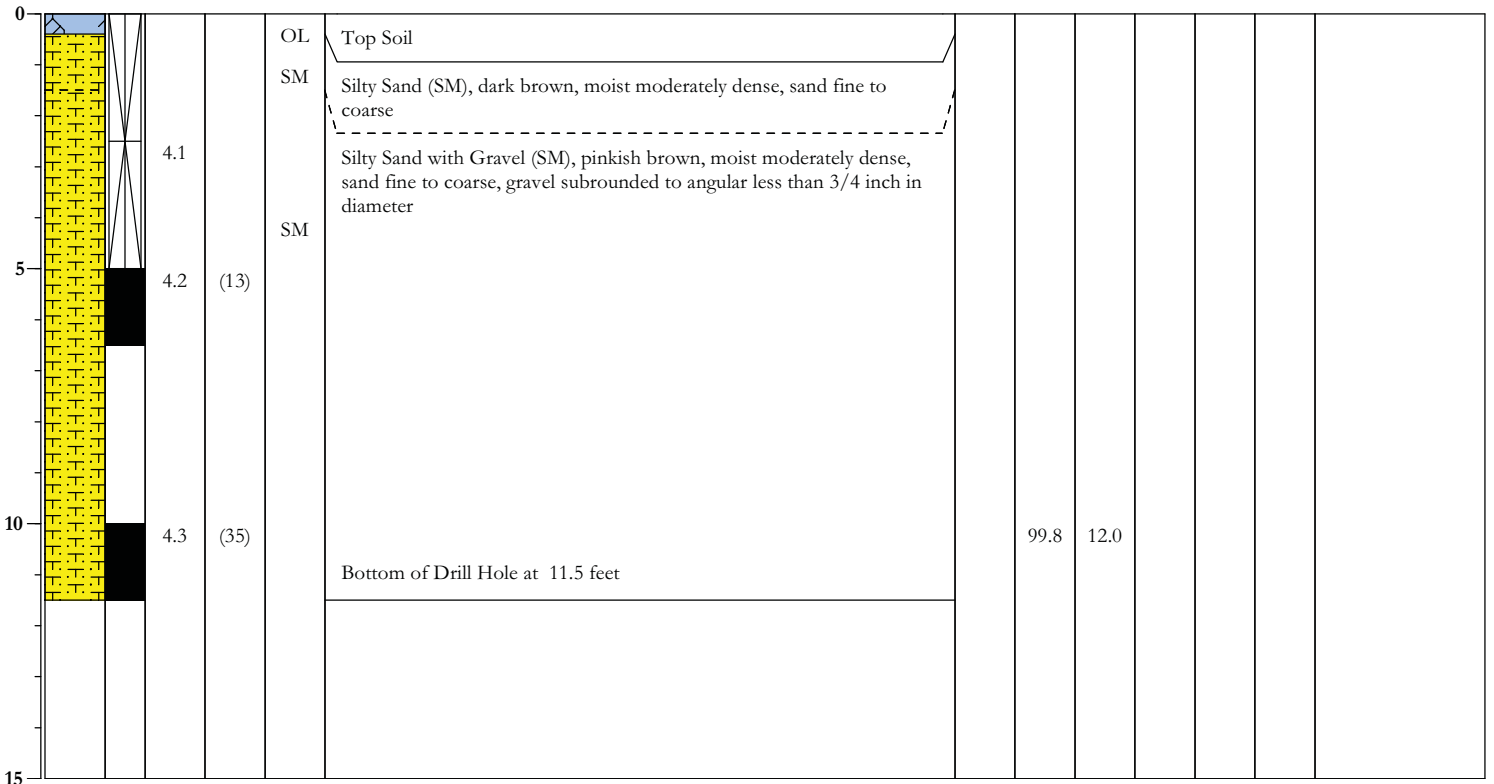 0
OL Top Soil
SM Silty Sand (SM), dark brown, moist moderately dense, sand fine to
coarse
4.1 Silty Sand with Gravel (SM), pinkish brown, moist moderately dense,
sand fine to coarse, gravel subrounded to angular less than 3/4 inch in
diameter
SM
5 4.2 (13)
10 4.3 (35) 99.8 12.0
Bottom of Drill Hole at 11.5 feet
15